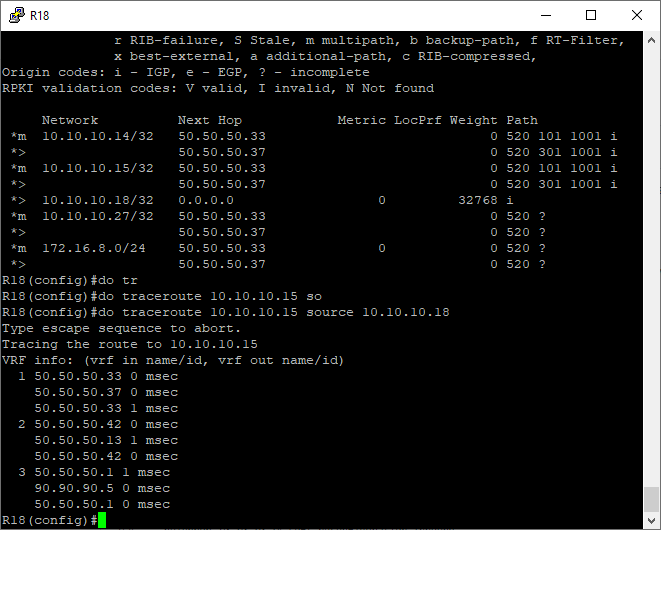 R18
r RIB-failure, S Stale, m multipath, b backup-path, f RT-Filter,
x best-external, a additional-path, c RIB-compressed,
Origin codes: i - IGP, e - EGP, ? - incomplete
RPKI validation codes: V valid, I invalid, N Not found
Network Next Hop Metric LocPrf Weight Path
*m 10.10.10.14/32 50.50.50.33 0 520 101 1001 i
*> 50.50.50.37 0 520 301 1001 i
*m 10.10.10.15/32 50.50.50.33 0 520 101 1001 i
*> 50.50.50.37 0 520 301 1001 i
*> 10.10.10.18/32 0.0.0.0 0 32768 i
*m 10.10.10.27/32 50.50.50.33 0 520 ?
*> 50.50.50.37 0 520 ?
*m 172.16.8.0/24 50.50.50.33 0 0 520 ?
*> 50.50.50.37 0 520 ?
R18(config)#do tr
R18(config)#do traceroute 10.10.10.15 so
R18(config)#do traceroute 10.10.10.15 source 10.10.10.18
Type escape sequence to abort.
Tracing the route to 10.10.10.15
VRF info: (vrf in name/id, vrf out name/id)
1 50.50.50.33 0 msec
50.50.50.37 0 msec
50.50.50.33 1 msec
2 50.50.50.42 0 msec
50.50.50.13 1 msec
50.50.50.42 0 msec
3 50.50.50.1 1 msec
90.90.90.5 0 msec
50.50.50.1 0 msec
R18(config)#